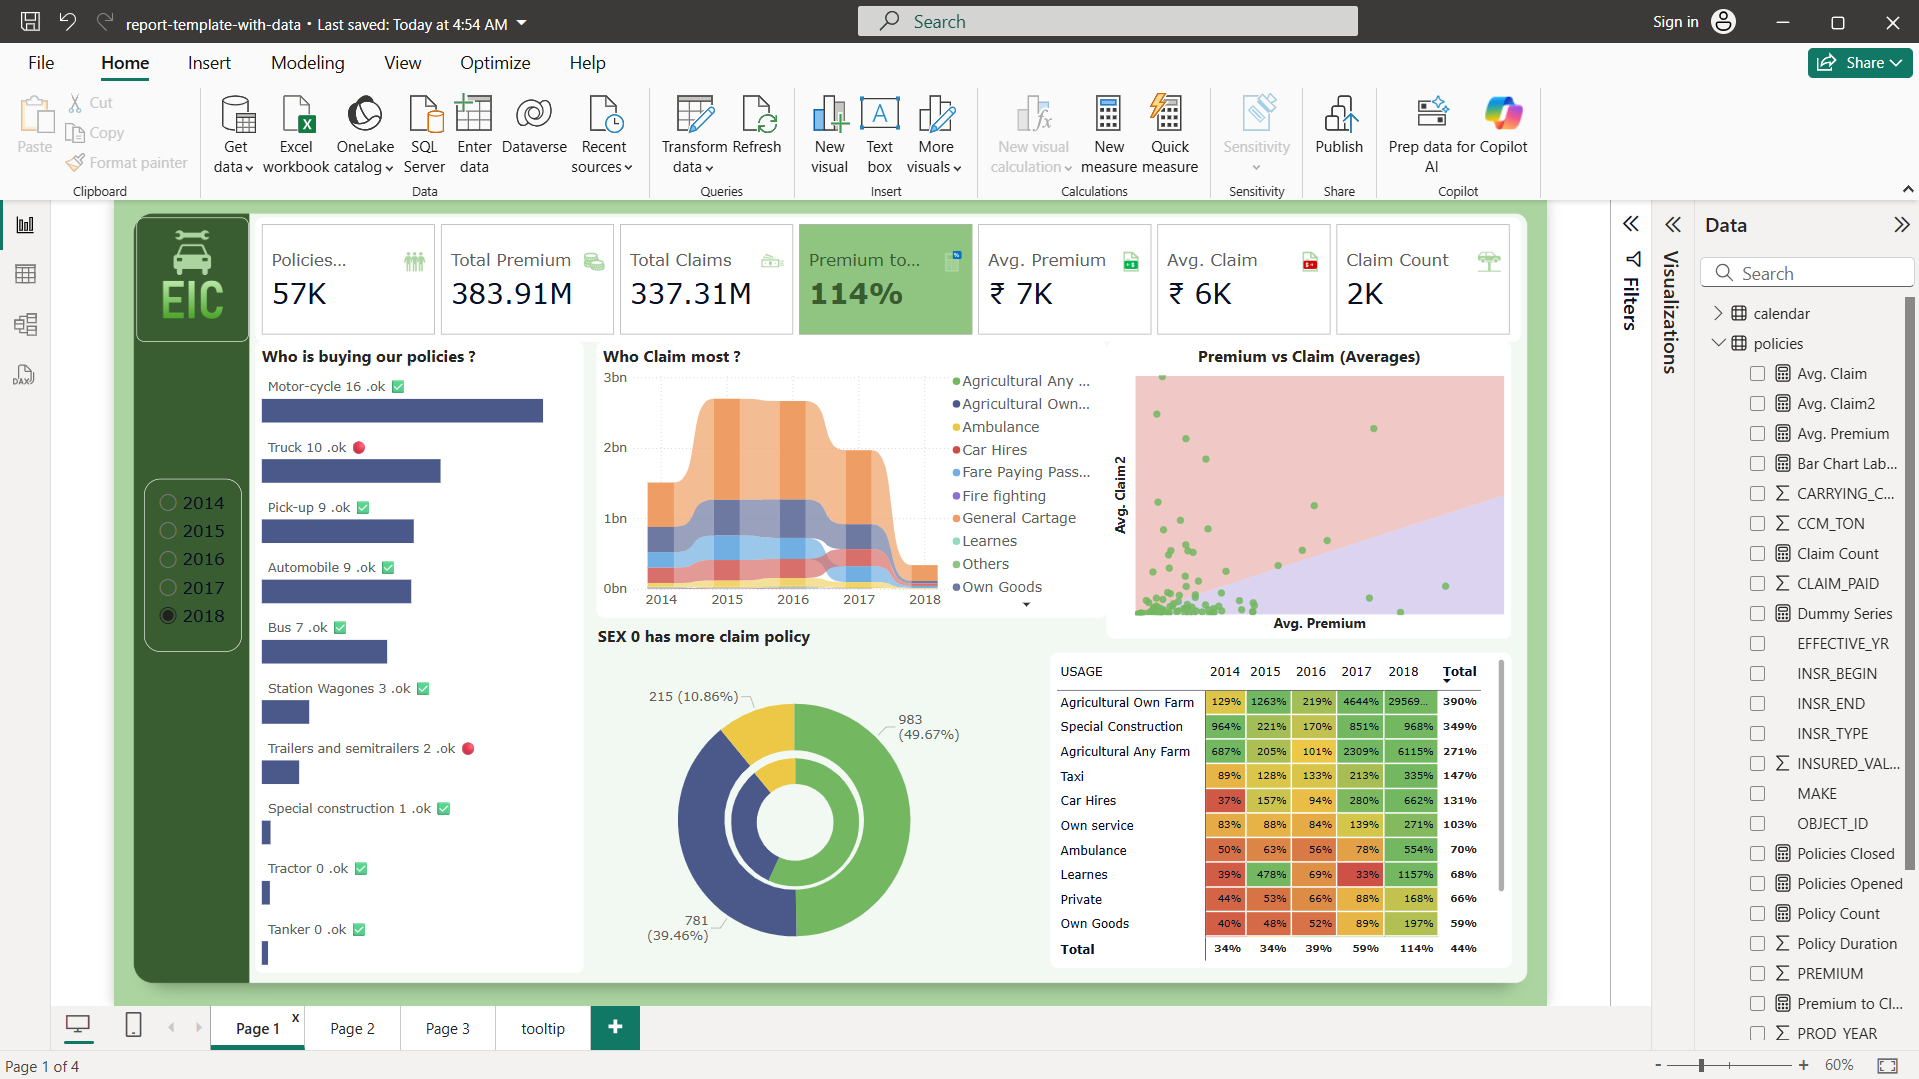 report-template-with-data • Last saved: Today at 4:54 AM
Search
Sign in
File
Home
Insert
Modeling
View
Optimize
Help
Share
Paste
Cut
Copy
Format painter
Clipboard
Get data
Excel workbook
OneLake catalog
SQL Server
Enter data
Dataverse
Recent sources
Data
Transform data
Refresh
Queries
New visual
Text box
More visuals
Insert
New visual calculation
New measure
Quick measure
Calculations
Sensitivity
Sensitivity
Publish
Share
Prep data for AI
Copilot
Copilot
EIC
Policies...
57K
Total Premium
383.91M
Total Claims
337.31M
Premium to...
114%
Avg. Premium
₹ 7K
Avg. Claim
₹ 6K
Claim Count
2K
2014
2015
2016
2017
2018
Who is buying our policies ?
Motor-cycle 16 .ok ✅
Truck 10 .ok 🔴
Pick-up 9 .ok ✅
Automobile 9 .ok ✅
Bus 7 .ok ✅
Station Wagones 3 .ok ✅
Trailers and semitrailers 2 .ok 🔴
Special construction 1 .ok ✅
Tractor 0 .ok ✅
Tanker 0 .ok ✅
Who Claim most ?
3bn
2bn
1bn
0bn
2014 2015 2016 2017 2018
Agricultural Any ...
Agricultural Own...
Ambulance
Car Hires
Fare Paying Pass...
Fire fighting
General Cartage
Learnes
Others
Own Goods
Premium vs Claim (Averages)
Avg. Claim2
Avg. Premium
SEX 0 has more claim policy
215 (10.86%)
983
(49.67%)
781
(39.46%)
USAGE 2014 2015 2016 2017 2018 Total
Agricultural Own Farm 129% 1263% 219% 4644% 29569... 390%
Special Construction 964% 221% 170% 851% 968% 349%
Agricultural Any Farm 687% 205% 101% 2309% 6115% 271%
Taxi 89% 128% 133% 213% 335% 147%
Car Hires 37% 157% 94% 280% 662% 131%
Own service 83% 88% 84% 139% 271% 103%
Ambulance 50% 63% 56% 78% 554% 70%
Learnes 39% 478% 69% 33% 1157% 68%
Private 44% 53% 66% 88% 168% 66%
Own Goods 40% 48% 52% 89% 197% 59%
Total 34% 34% 39% 59% 114% 44%
Filters
Visualizations
Data
Search
calendar
policies
Avg. Claim
Avg. Claim2
Avg. Premium
Bar Chart Lab...
CARRYING_C...
CCM_TON
Claim Count
CLAIM_PAID
Dummy Series
EFFECTIVE_YR
INSR_BEGIN
INSR_END
INSR_TYPE
INSURED_VAL...
MAKE
OBJECT_ID
Policies Closed
Policies Opened
Policy Count
Policy Duration
PREMIUM
Premium to Cl...
PROD_YEAR
Page 1
x
Page 2
Page 3
tooltip
+
Page 1 of 4
- + 60%